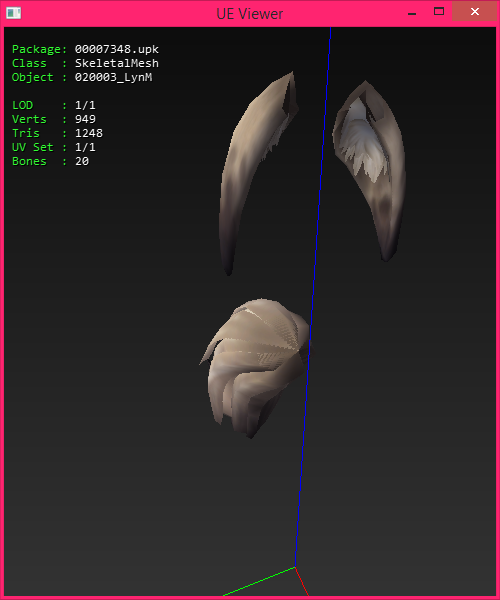 UE Viewer
Package: 00007348.upk
Class : SkeletalMesh
Object : 020003_LynM
LOD : 1/1
Verts : 949
Tris : 1248
UV Set : 1/1
Bones : 20